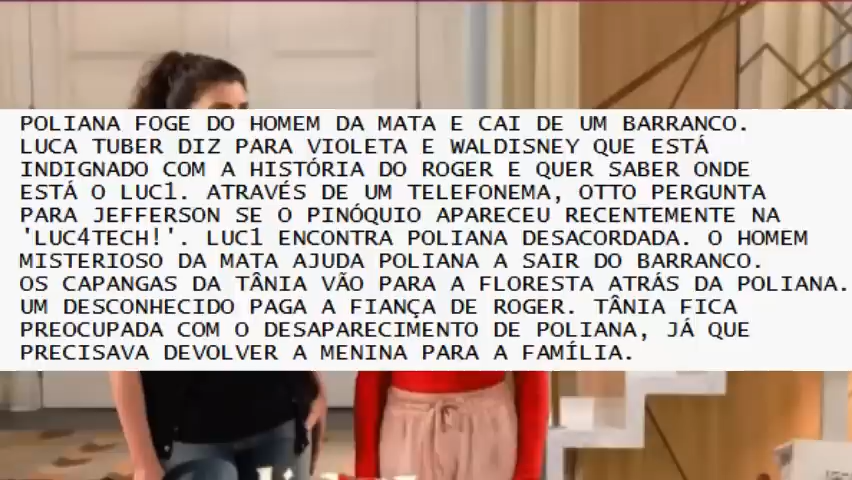 POLIANA FOGE DO HOMEM DA MATA E CAI DE UM BARRANCO.
LUCA TUBER DIZ PARA VIOLETA E WALDISNEY QUE ESTÁ
INDIGNADO COM A HISTÓRIA DO ROGER E QUER SABER ONDE
ESTÁ O LUC1. ATRAVÉS DE UM TELEFONEMA, OTTO PERGUNTA
PARA JEFFERSON SE O PINÓQUIO APARECEU RECENTEMENTE NA
'LUC4TECH!'. LUC1 ENCONTRA POLIANA DESACORDADA. O HOMEM
MISTERIOSO DA MATA AJUDA POLIANA A SAIR DO BARRANCO.
OS CAPANGAS DA TÂNIA VÃO PARA A FLORESTA ATRÁS DA POLIANA.
UM DESCONHECIDO PAGA A FIANÇA DE ROGER. TÂNIA FICA
PREOCUPADA COM O DESAPARECIMENTO DE POLIANA, JÁ QUE
PRECISAVA DEVOLVER A MENINA PARA A FAMÍLIA.